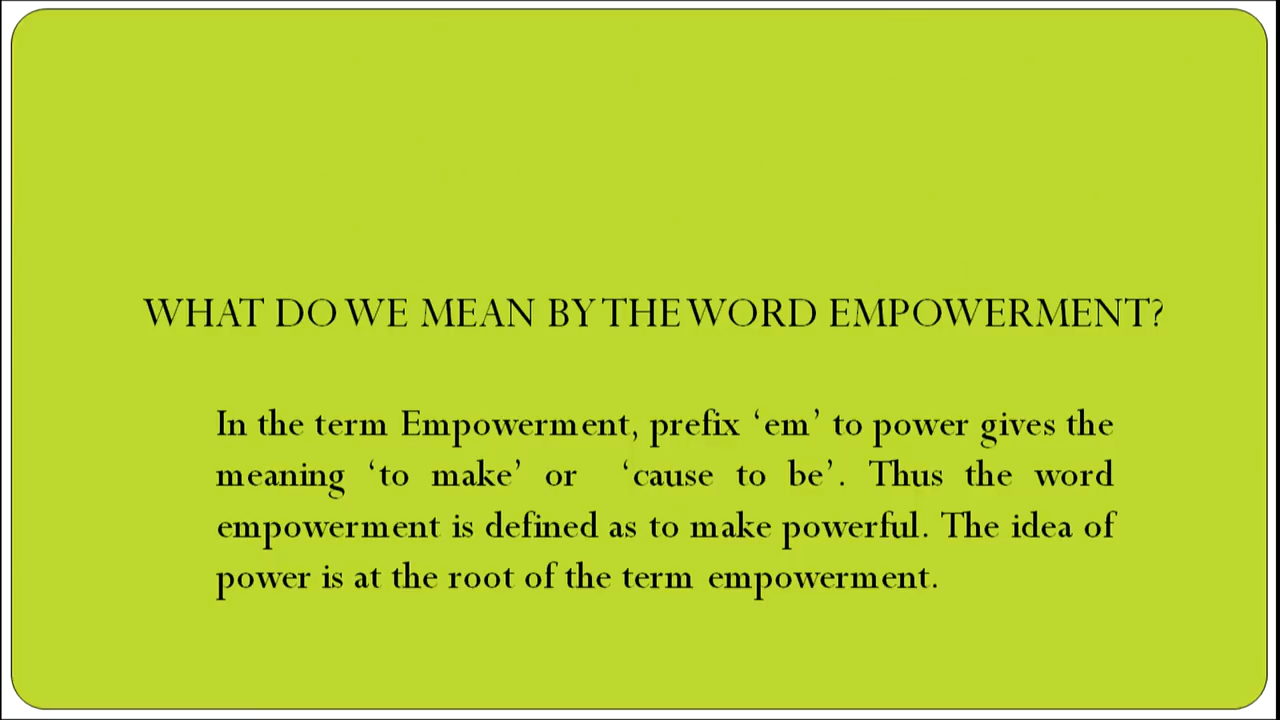 WHAT DO WE MEAN BY THE WORD EMPOWERMENT?
In the term Empowerment, prefix ‘em’ to power gives the
meaning ‘to make’ or ‘cause to be’. Thus the word
empowerment is defined as to make powerful. The idea of
power is at the root of the term empowerment.